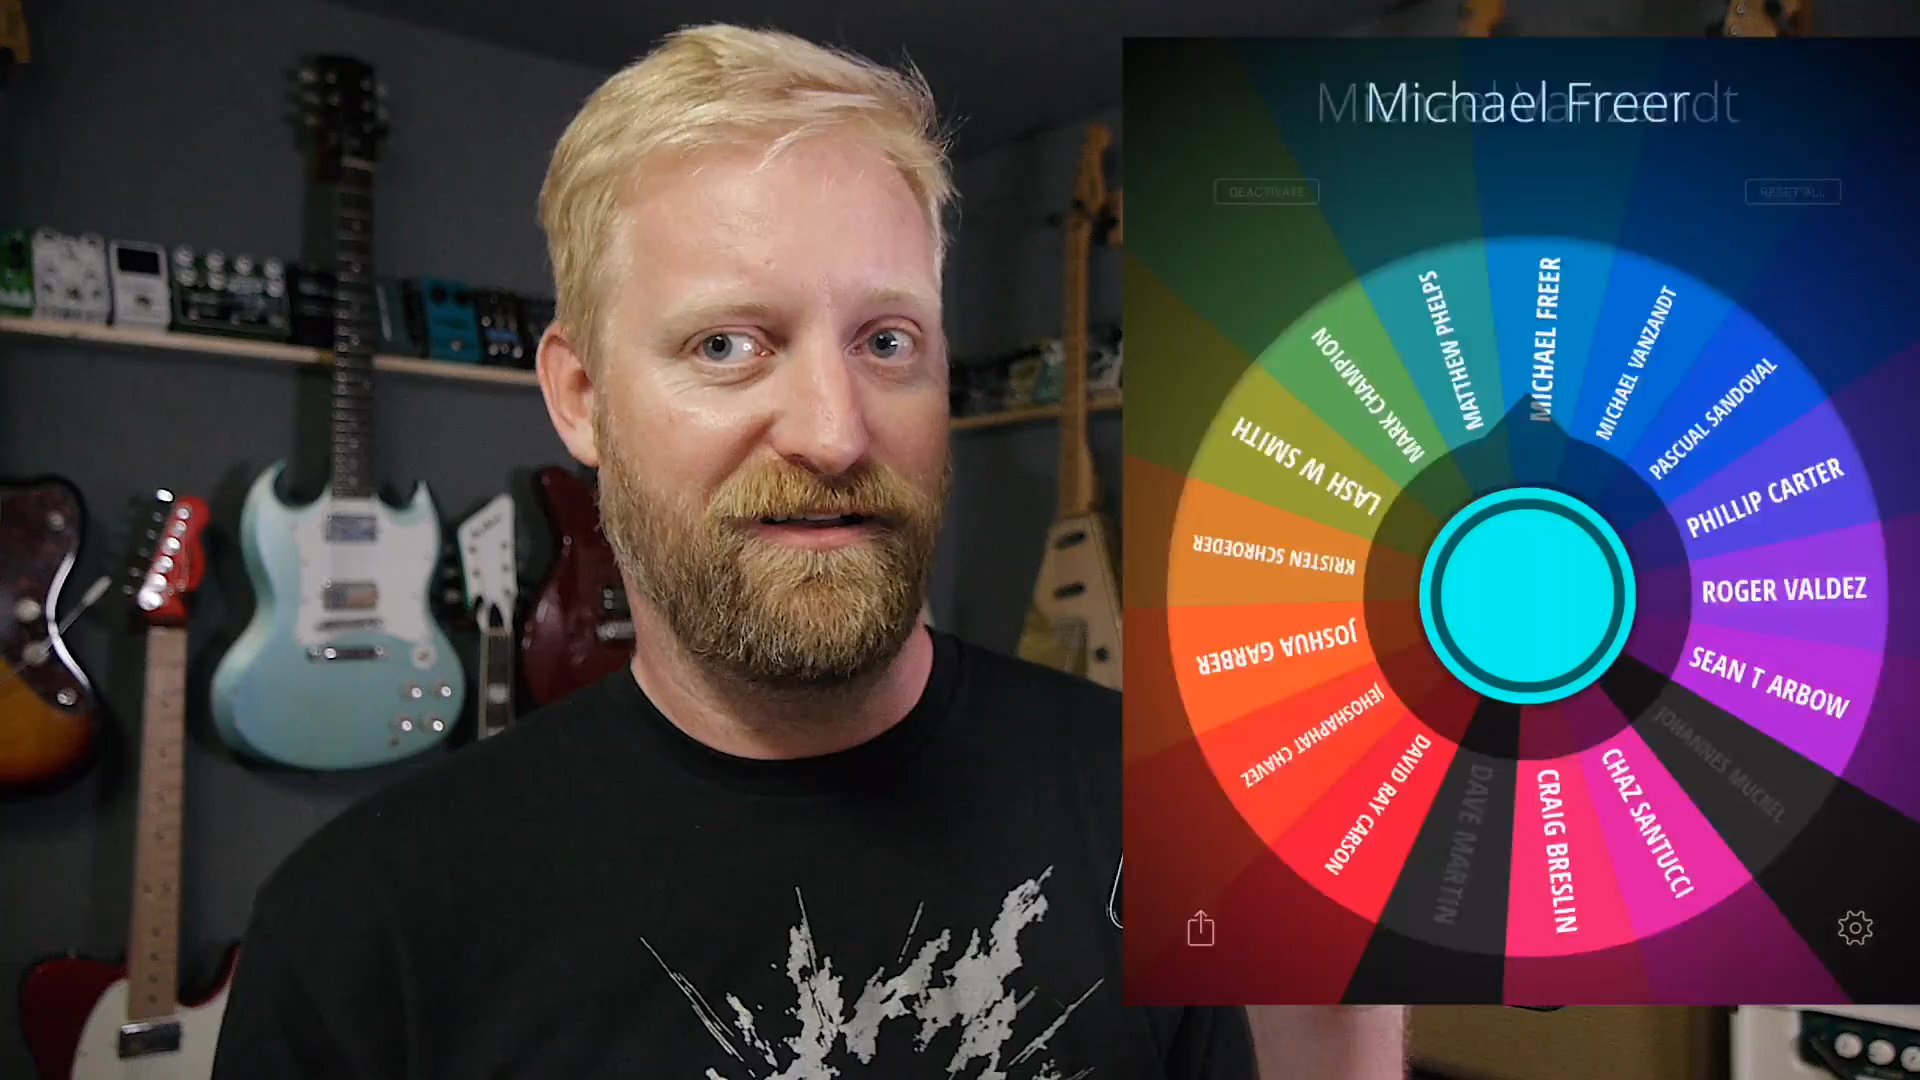 Michael Freer
DEACTIVATE
RESET ALL
MICHAEL FREER
MICHAEL VANZANDT
PASCUAL SANDOVAL
PHILLIP CARTER
ROGER VALDEZ
SEAN T ARBOW
JOHANNES MUCKEL
CHAZ SANTUCCI
CRAIG BRESLIN
DAVE MARTIN
DAVID RAY CARSON
JEHOSHAPHAT CHAVEZ
JOSHUA GARBER
KRISTEN SCHROEDER
LASH W SMITH
MARK CHAMPION
MATTHEW PHELPS